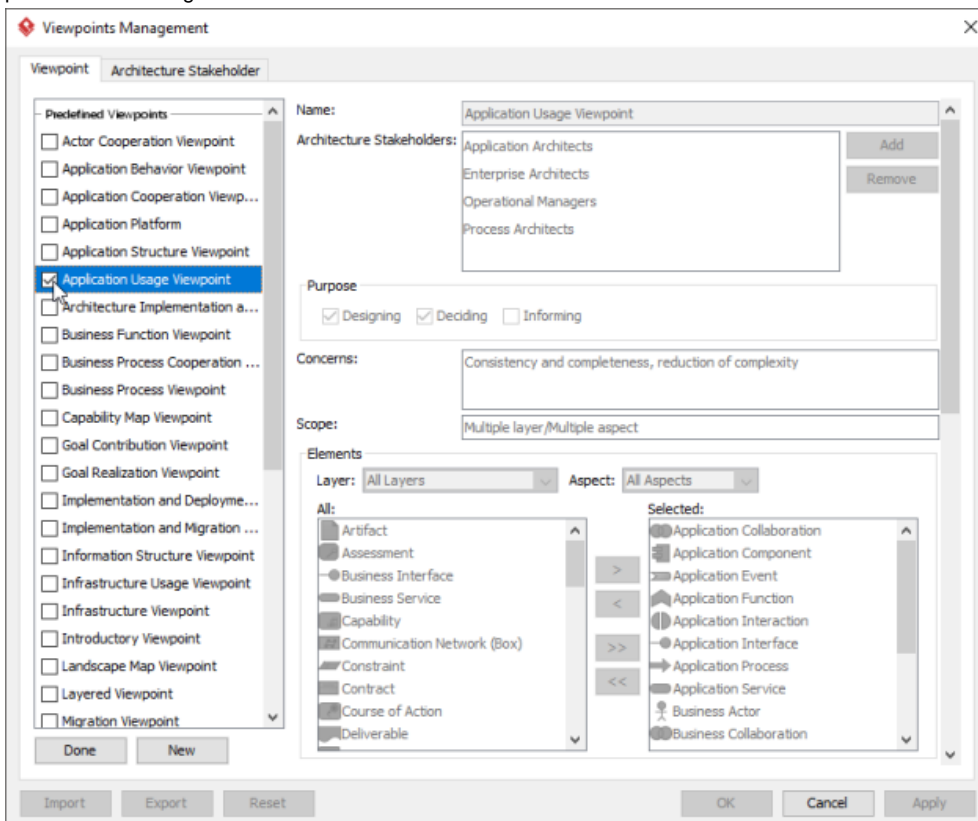 Viewpoints Management
Viewpoint
Architecture Stakeholder
Predefined Viewpoints
Actor Cooperation Viewpoint
Application Behavior Viewpoint
Application Cooperation Viewp...
Application Platform
Application Structure Viewpoint
Application Usage Viewpoint
Architecture Implementation a...
Business Function Viewpoint
Business Process Cooperation ...
Business Process Viewpoint
Capability Map Viewpoint
Goal Contribution Viewpoint
Goal Realization Viewpoint
Implementation and Deployme...
Implementation and Migration ...
Information Structure Viewpoint
Infrastructure Usage Viewpoint
Infrastructure Viewpoint
Introductory Viewpoint
Landscape Map Viewpoint
Layered Viewpoint
Migration Viewpoint
Done
New
Name:
Application Usage Viewpoint
Architecture Stakeholders:
Application Architects
Enterprise Architects
Operational Managers
Process Architects
Add
Remove
Purpose
Designing
Deciding
Informing
Concerns:
Consistency and completeness, reduction of complexity
Scope:
Multiple layer/Multiple aspect
Elements
Layer:
All Layers
Aspect:
All Aspects
All:
Artifact
Assessment
Business Interface
Business Service
Capability
Communication Network (Box)
Constraint
Contract
Course of Action
Deliverable
>
<
>>
<<
Selected:
Application Collaboration
Application Component
Application Event
Application Function
Application Interaction
Application Interface
Application Process
Application Service
Business Actor
Business Collaboration
Import
Export
Reset
OK
Cancel
Apply